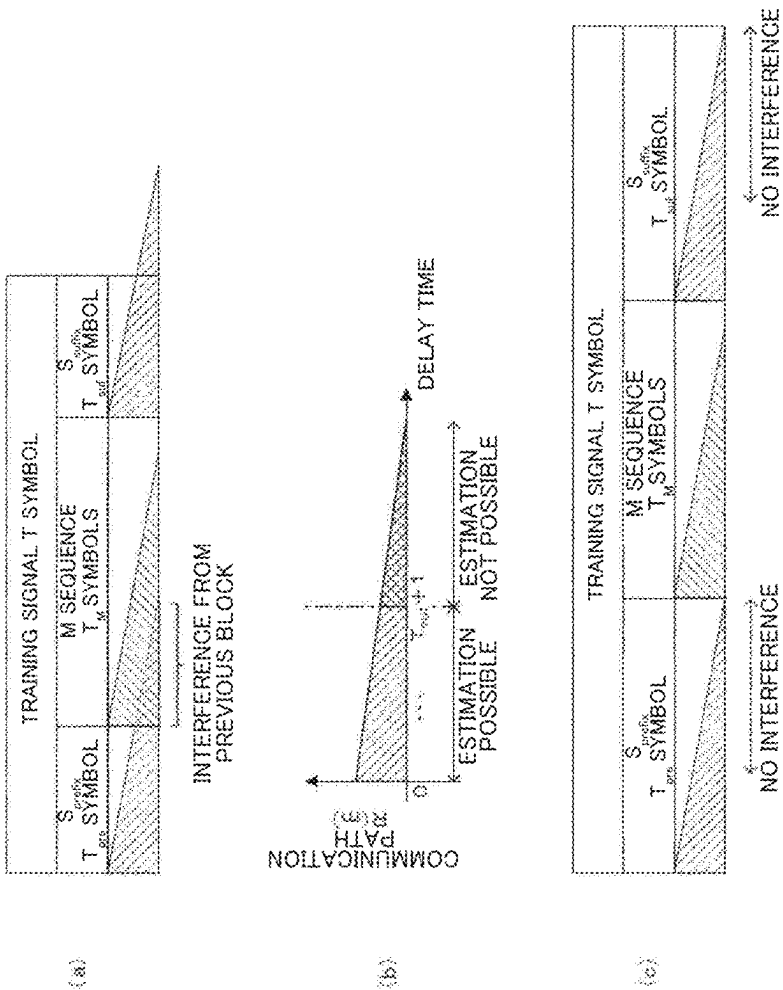 (a)
TRAINING SIGNAL T SYMBOL
S prefix
T pre SYMBOL
M SEQUENCE
T M SYMBOLS
S suffix
T suf SYMBOL
INTERFERENCE FROM
PREVIOUS BLOCK
(b)
COMMUNICATION
PATH
0
...
+1
DELAY TIME
ESTIMATION
POSSIBLE
ESTIMATION
NOT POSSIBLE
(c)
TRAINING SIGNAL T SYMBOL
S prefix
T pre SYMBOL
M SEQUENCE
T M SYMBOLS
S suffix
T suf SYMBOL
NO INTERFERENCE
NO INTERFERENCE